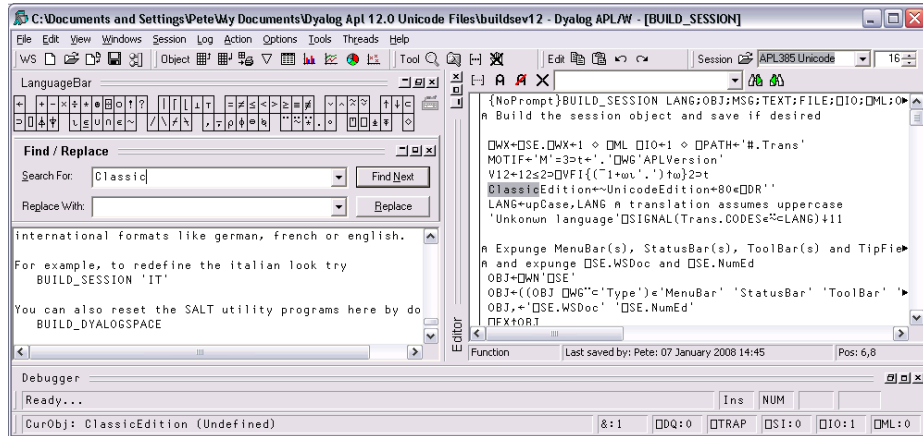 C:\Documents and Settings\Pete\My Documents\Dyalog Apl 12.0 Unicode Files\buildsev12 - Dyalog APL/W - [BUILD_SESSION]
File Edit View Windows Session Log Action Options Tools Threads Help
WS Object Tool Edit Session APL385 Unicode 16
LanguageBar
Find / Replace
Search For: Classic Find Next
Replace With: Replace
international formats like german, french or english.
For example, to redefine the italian look try
BUILD_SESSION 'IT'
You can also reset the SALT utility programs here by do
BUILD_DYALOGSPACE
Editor
{NoPrompt}BUILD_SESSION LANG;OBJ;MSG;TEXT;FILE;⎕IO;⎕ML;O
⍝ Build the session object and save if desired
⎕WX←⎕SE.⎕WX←1 ⋄ ⎕ML ⎕IO←1 ⋄ ⎕PATH←'#.Trans'
MOTIF←'M'=3⊃t←'.'⎕WG'APLVersion'
V12←12≤2⊃⎕VFI{(¯1+⍵⍳'.')↑⍵}2⊃t
ClassicEdition←~UnicodeEdition←80∊⎕DR''
LANG←upCase,LANG ⍝ translation assumes uppercase
'Unkonwn language'⎕SIGNAL(Trans.CODES∊⍨⊂LANG)↓11
⍝ Expunge MenuBar(s), StatusBar(s), ToolBar(s) and TipFie
⍝ and expunge ⎕SE.WSDoc and ⎕SE.NumEd
OBJ←⎕WN'⎕SE'
OBJ←((OBJ ⎕WG¨⊂'Type')∊'MenuBar' 'StatusBar' 'ToolBar' '
OBJ,←'⎕SE.WSDoc' '⎕SE.NumEd'
⎕EX↑OBJ
Function Last saved by: Pete: 07 January 2008 14:45 Pos: 6,8
Debugger
Ready... Ins NUM
CurObj: ClassicEdition (Undefined) &:1 ⎕DQ:0 ⎕TRAP ⎕SI:0 ⎕IO:1 ⎕ML:0